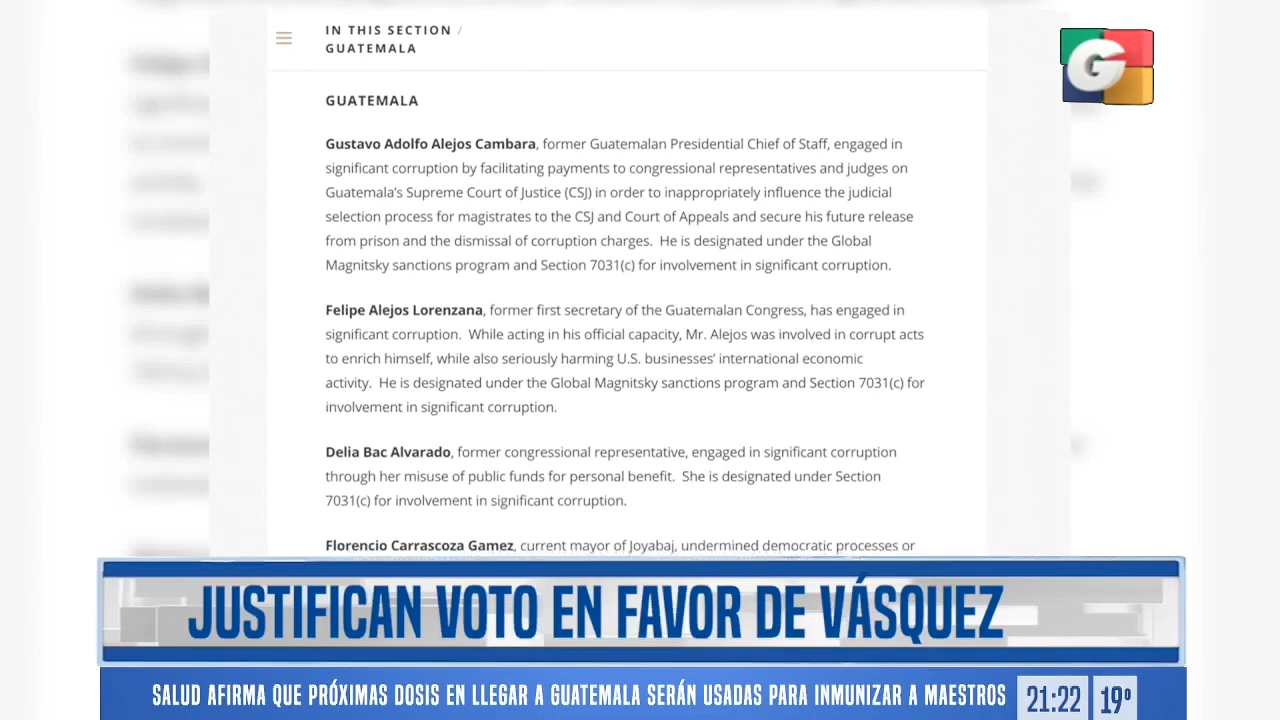 IN THIS SECTION /
GUATEMALA
G
GUATEMALA
Gustavo Adolfo Alejos Cambara, former Guatemalan Presidential Chief of Staff, engaged in
significant corruption by facilitating payments to congressional representatives and judges on
Guatemala's Supreme Court of Justice (CSJ) in order to inappropriately influence the judicial
selection process for magistrates to the CSJ and Court of Appeals and secure his future release
from prison and the dismissal of corruption charges.  He is designated under the Global
Magnitsky sanctions program and Section 7031(c) for involvement in significant corruption.
Felipe Alejos Lorenzana, former first secretary of the Guatemalan Congress, has engaged in
significant corruption.  While acting in his official capacity, Mr. Alejos was involved in corrupt acts
to enrich himself, while also seriously harming U.S. businesses' international economic
activity.  He is designated under the Global Magnitsky sanctions program and Section 7031(c) for
involvement in significant corruption.
Delia Bac Alvarado, former congressional representative, engaged in significant corruption
through her misuse of public funds for personal benefit.  She is designated under Section
7031(c) for involvement in significant corruption.
Florencio Carrascoza Gamez, current mayor of Joyabaj, undermined democratic processes or
JUSTIFICAN VOTO EN FAVOR DE VÁSQUEZ
SALUD AFIRMA QUE PRÓXIMAS DOSIS EN LLEGAR A GUATEMALA SERÁN USADAS PARA INMUNIZAR A MAESTROS
21:22
19º